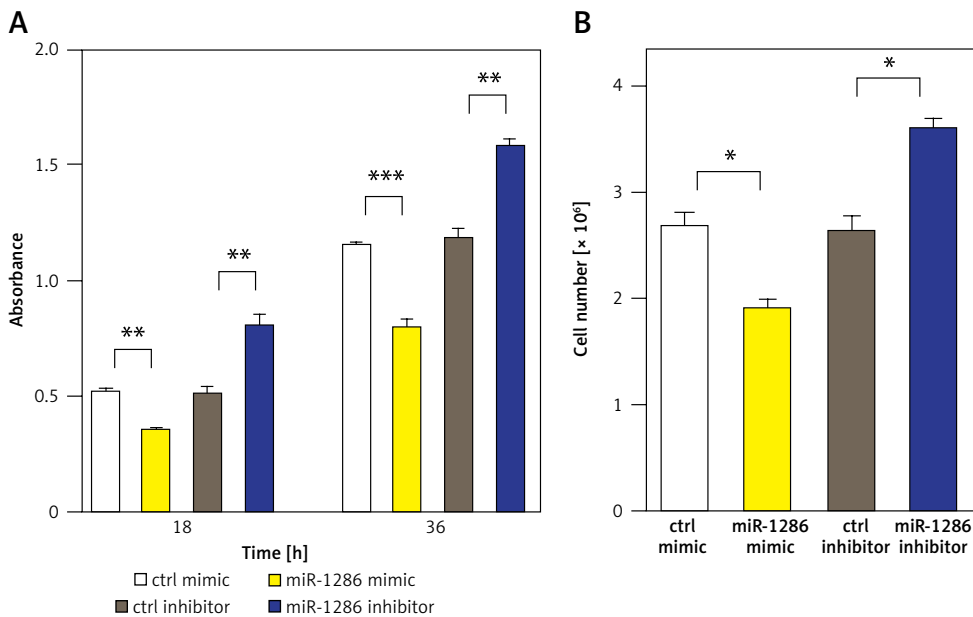 A
2.0
1.5
1.0
0.5
0
Absorbance
**
**
***
**
18
36
Time [h]
ctrl mimic
miR-1286 mimic
ctrl inhibitor
miR-1286 inhibitor
B
4
3
2
1
0
Cell number [× 10⁶]
*
*
ctrl
mimic
miR-1286
mimic
ctrl
inhibitor
miR-1286
inhibitor